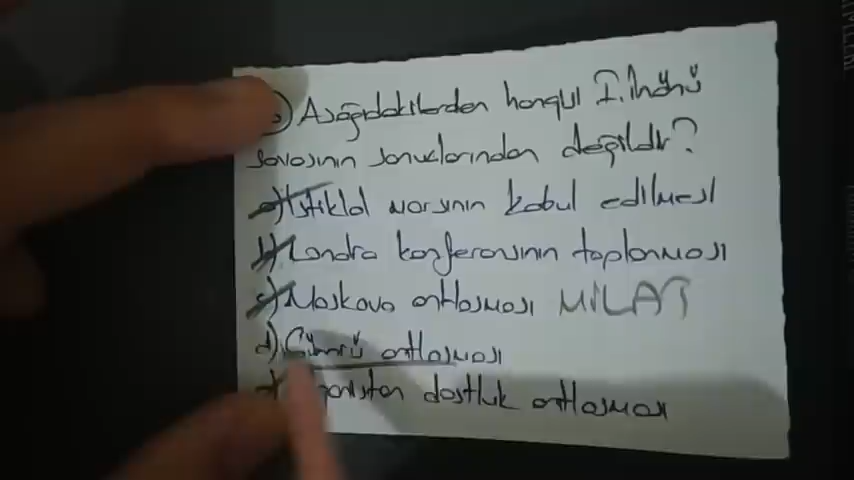 Aşağıdakilerden hangisi I.İnönü
savaşının sonuçlarından değildir?
a) İstiklal marşının kabul edilmesi
b) Londra konferansının toplanması
c) Moskova antlaşması MİLAT
d) Gümrü antlaşması
dostluk antlaşması